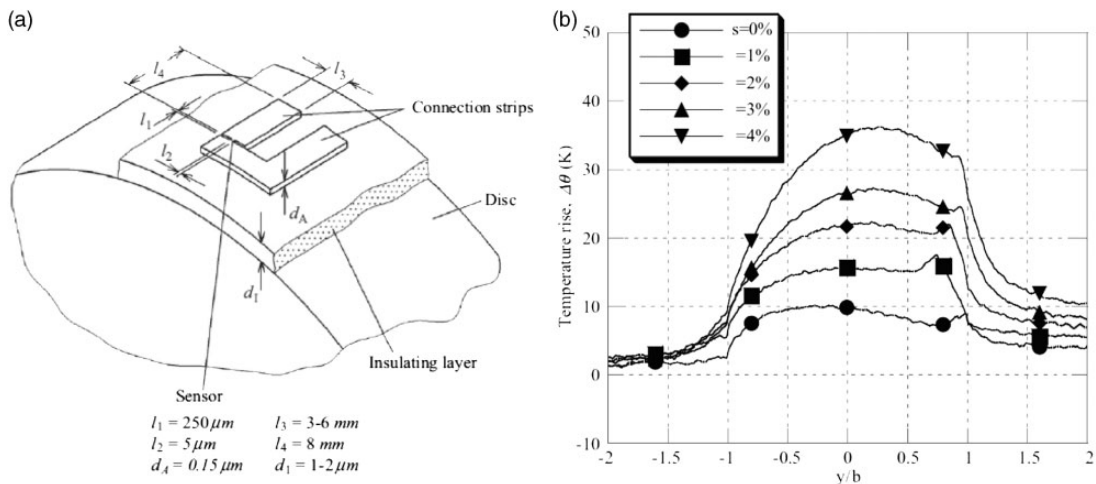 (a)
l4
l3
Connection strips
l1
l2
dA
Disc
dI
Insulating layer
Sensor
l1 = 250 μm l3 = 3-6 mm
l2 = 5 μm l4 = 8 mm
dA = 0.15 μm d1 = 1-2 μm
(b)
s=0%
=1%
=2%
=3%
=4%
Temperature rise, Δθ (K)
50
40
30
20
10
0
-10
-2 -1.5 -1 -0.5 0 0.5 1 1.5 2
y/b